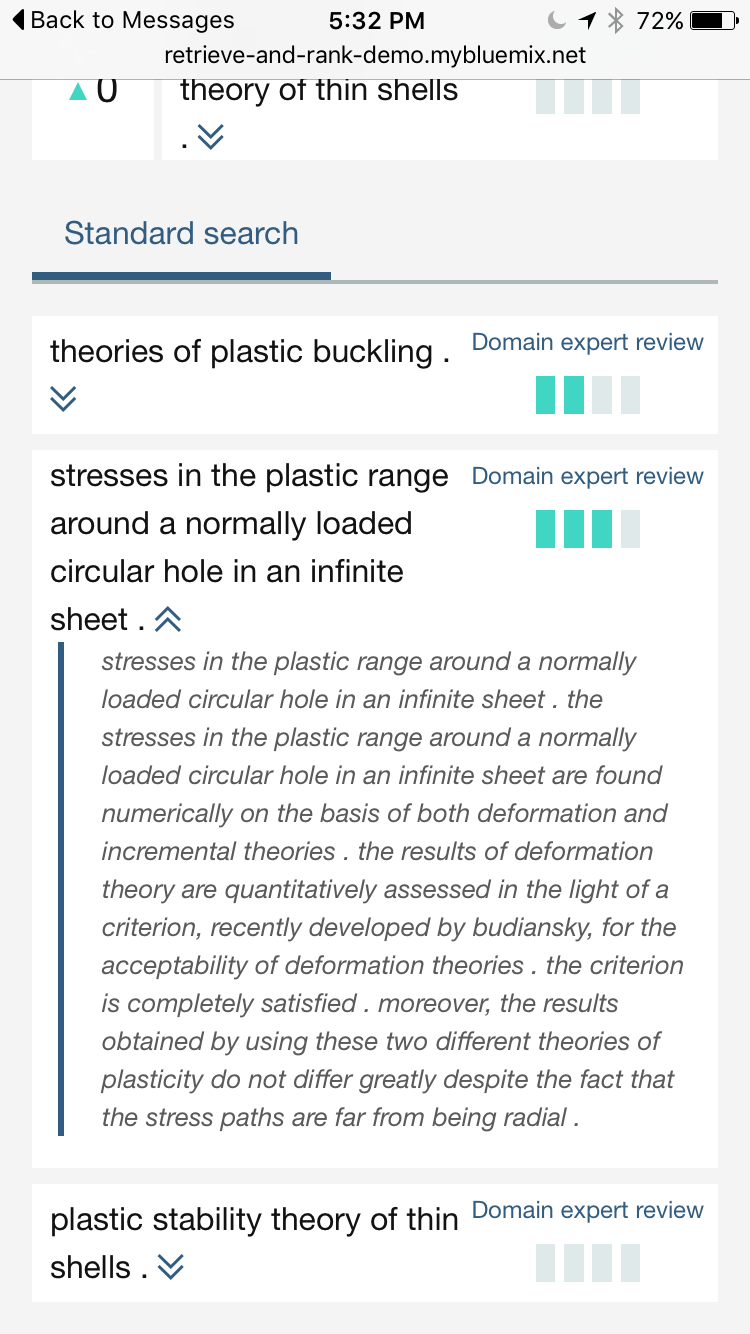 Back to Messages 5:32 PM 72%
retrieve-and-rank-demo.mybluemix.net
0 theory of thin shells
.
Standard search
theories of plastic buckling . Domain expert review
stresses in the plastic range Domain expert review
around a normally loaded
circular hole in an infinite
sheet .
stresses in the plastic range around a normally
loaded circular hole in an infinite sheet . the
stresses in the plastic range around a normally
loaded circular hole in an infinite sheet are found
numerically on the basis of both deformation and
incremental theories . the results of deformation
theory are quantitatively assessed in the light of a
criterion, recently developed by budiansky, for the
acceptability of deformation theories . the criterion
is completely satisfied . moreover, the results
obtained by using these two different theories of
plasticity do not differ greatly despite the fact that
the stress paths are far from being radial .
plastic stability theory of thin Domain expert review
shells .